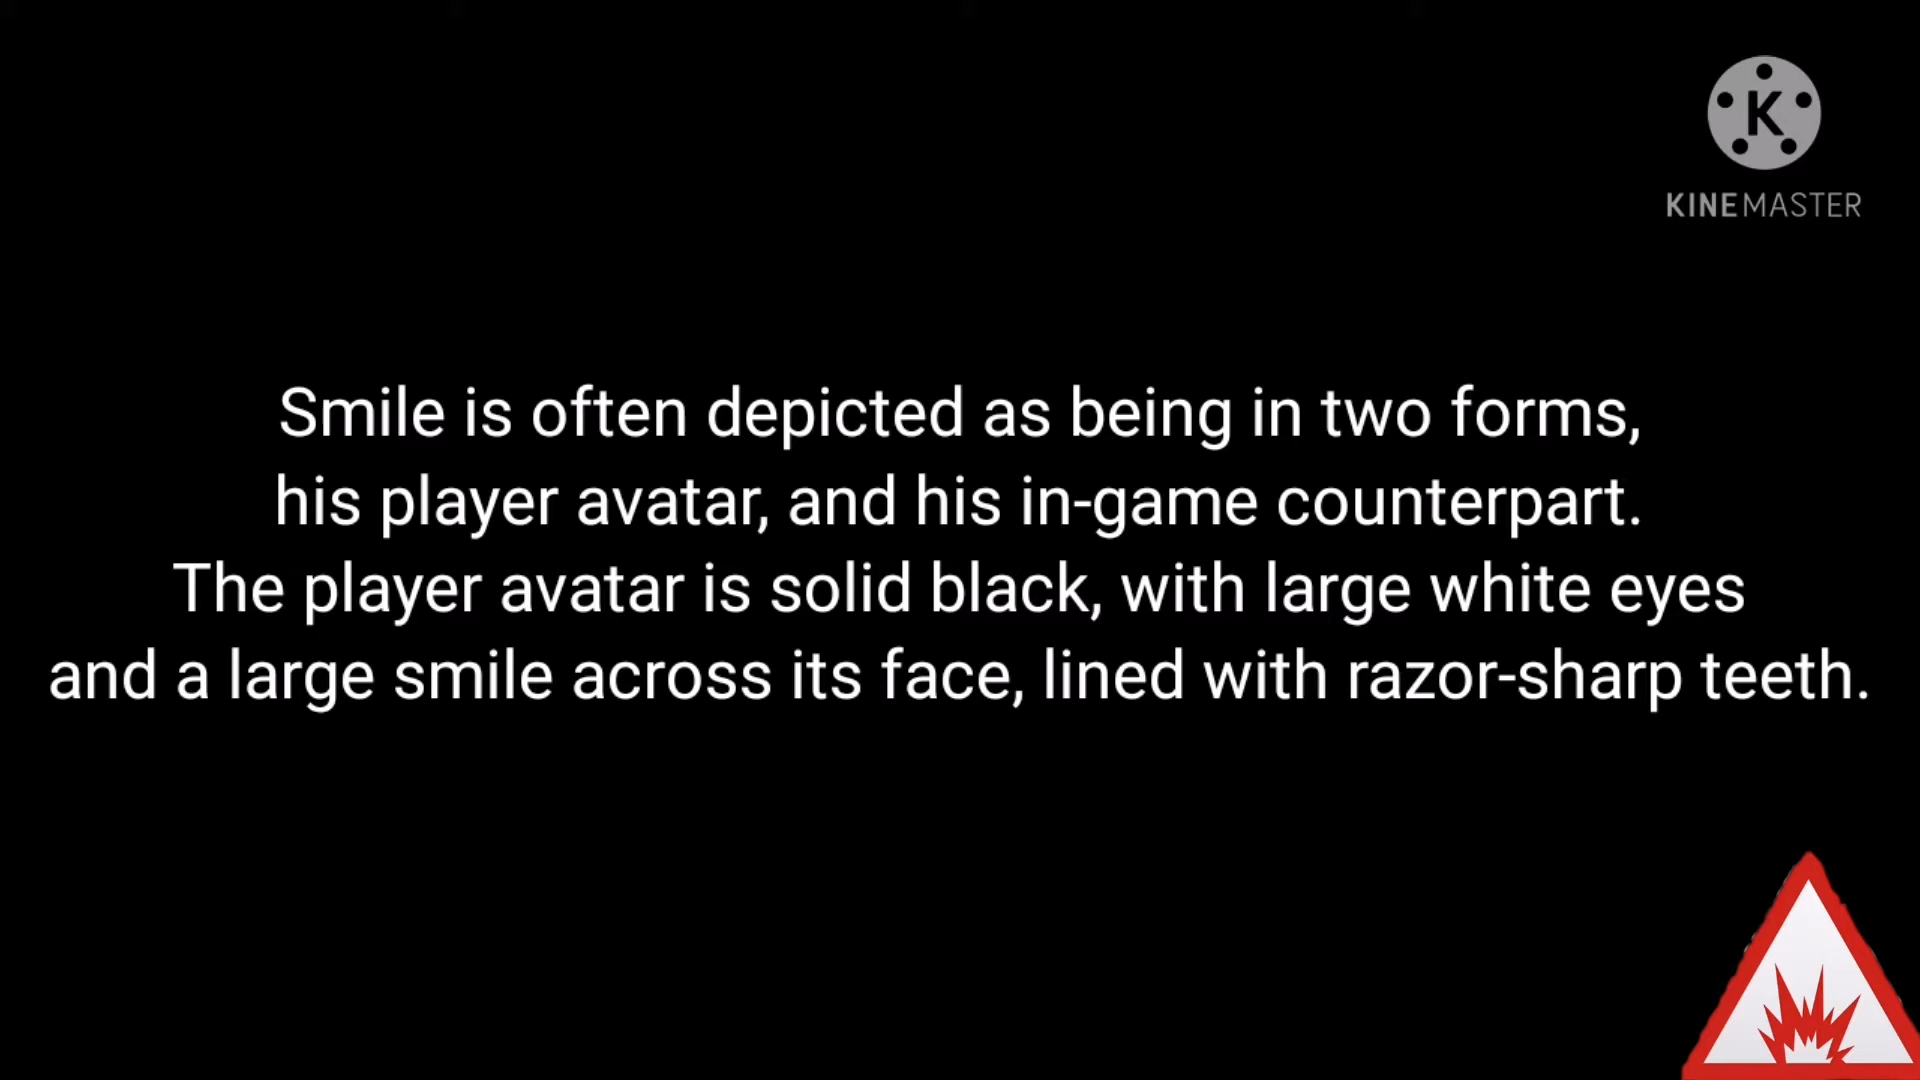 K
KINEMASTER
Smile is often depicted as being in two forms,
his player avatar, and his in-game counterpart.
The player avatar is solid black, with large white eyes
and a large smile across its face, lined with razor-sharp teeth.